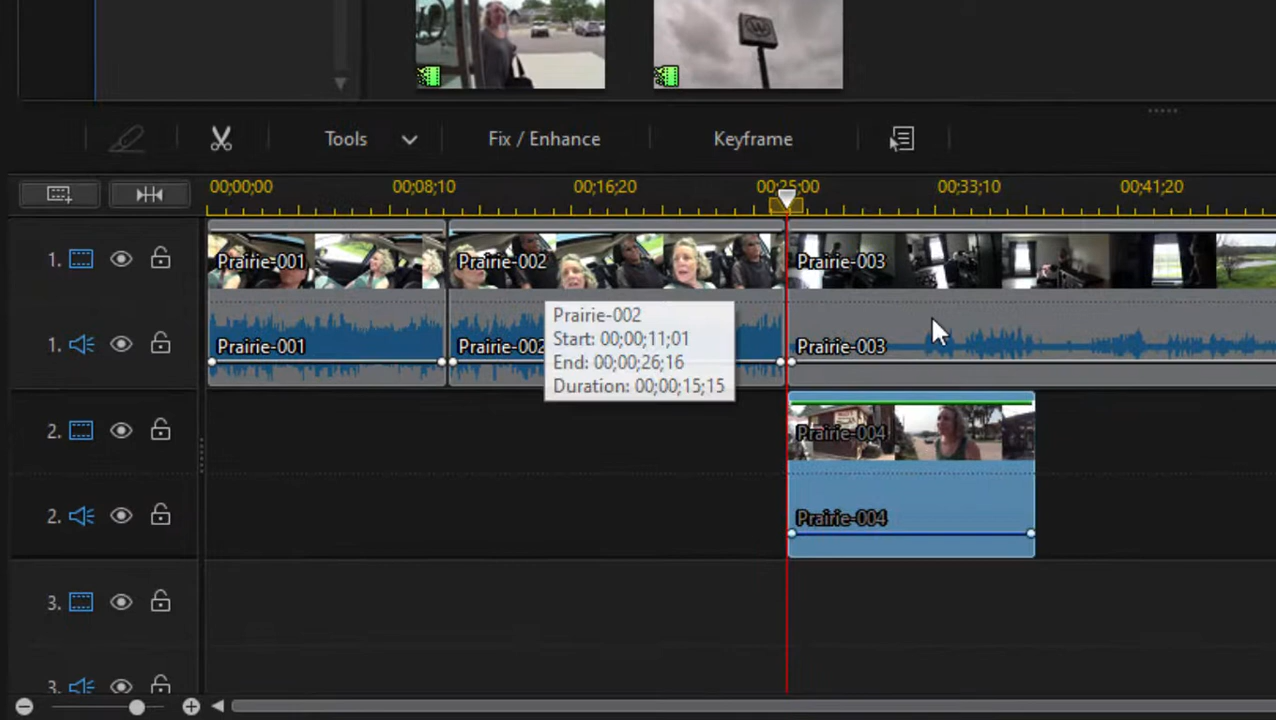 Tools
Fix / Enhance
Keyframe
00;00;00
00;08;10
00;16;20
00;25;00
00;33;10
00;41;20
1.
Prairie-001
Prairie-002
Prairie-003
1.
Prairie-001
Prairie-002
Prairie-003
Prairie-002
Start: 00;00;11;01
End: 00;00;26;16
Duration: 00;00;15;15
2.
Prairie-004
2.
Prairie-004
3.
3.